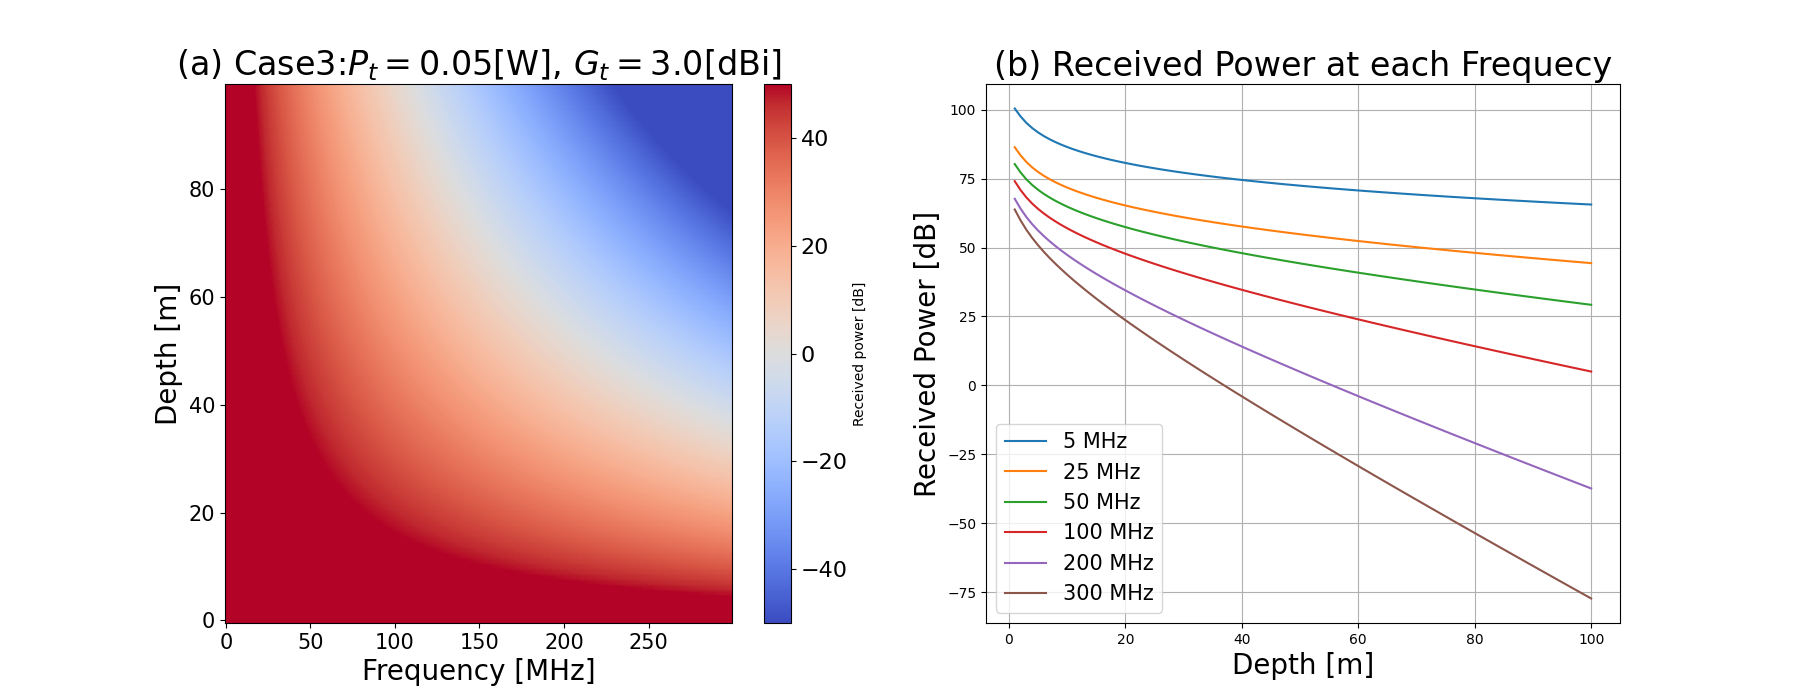 (a) Case3:P_t = 0.05[W], G_t = 3.0[dBi]
80
60
40
20
0
Depth [m]
0 50 100 150 200 250
Frequency [MHz]
40
20
0
−20
−40
Received power [dB]
(b) Received Power at each Frequecy
100
75
50
25
0
−25
−50
−75
Received Power [dB]
5 MHz
25 MHz
50 MHz
100 MHz
200 MHz
300 MHz
0 20 40 60 80 100
Depth [m]